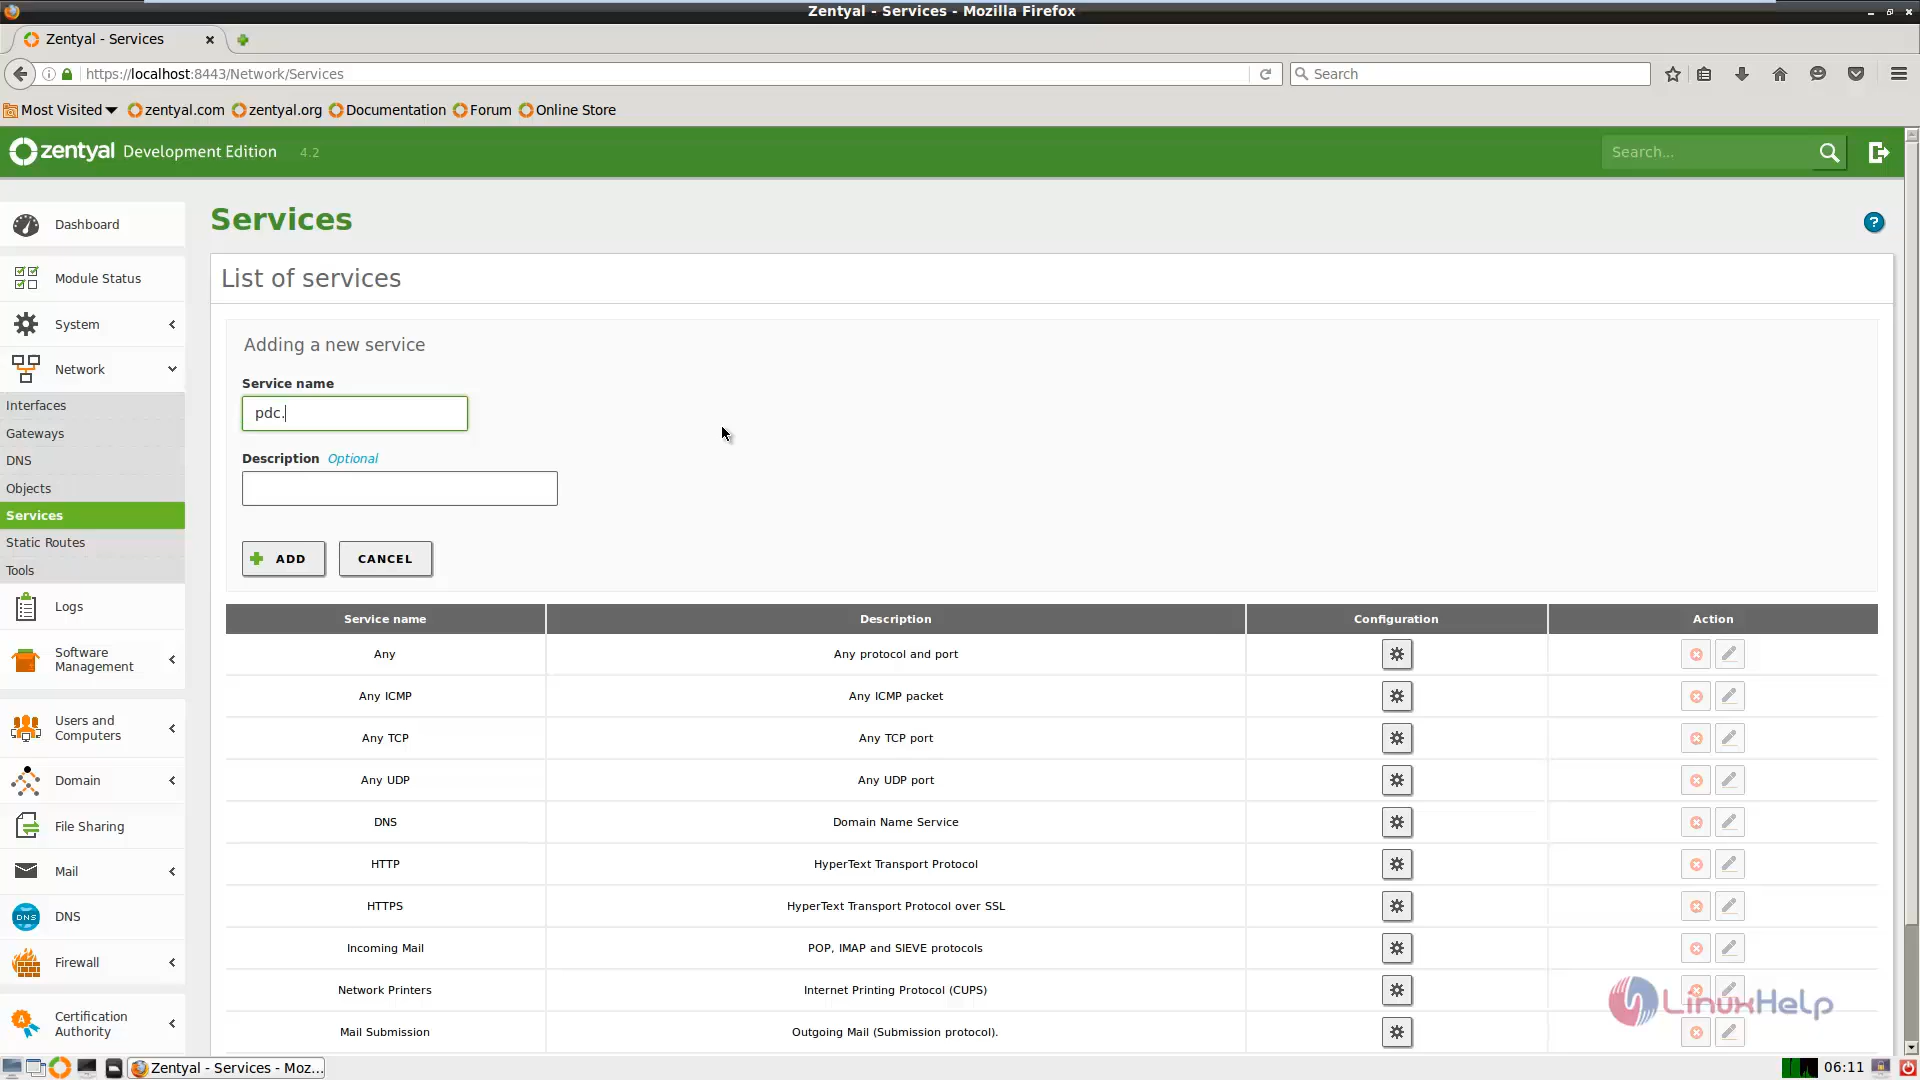 Zentyal - Services - Mozilla Firefox
Zentyal - Services
https://localhost:8443/Network/Services
Search
Most Visited
zentyal.com
zentyal.org
Documentation
Forum
Online Store
zentyal Development Edition 4.2
Search...
Dashboard
Module Status
System
Network
Interfaces
Gateways
DNS
Objects
Services
Static Routes
Tools
Logs
Software
Management
Users and
Computers
Domain
File Sharing
Mail
DNS
DNS
Firewall
Certification
Authority
Services
?
List of services
Adding a new service
Service name
pdc.
Description Optional
ADD
CANCEL
Service name Description Configuration Action
Any Any protocol and port
Any ICMP Any ICMP packet
Any TCP Any TCP port
Any UDP Any UDP port
DNS Domain Name Service
HTTP HyperText Transport Protocol
HTTPS HyperText Transport Protocol over SSL
Incoming Mail POP, IMAP and SIEVE protocols
Network Printers Internet Printing Protocol (CUPS)
Mail Submission Outgoing Mail (Submission protocol).
LinuxHelp
Zentyal - Services - Moz...
06:11